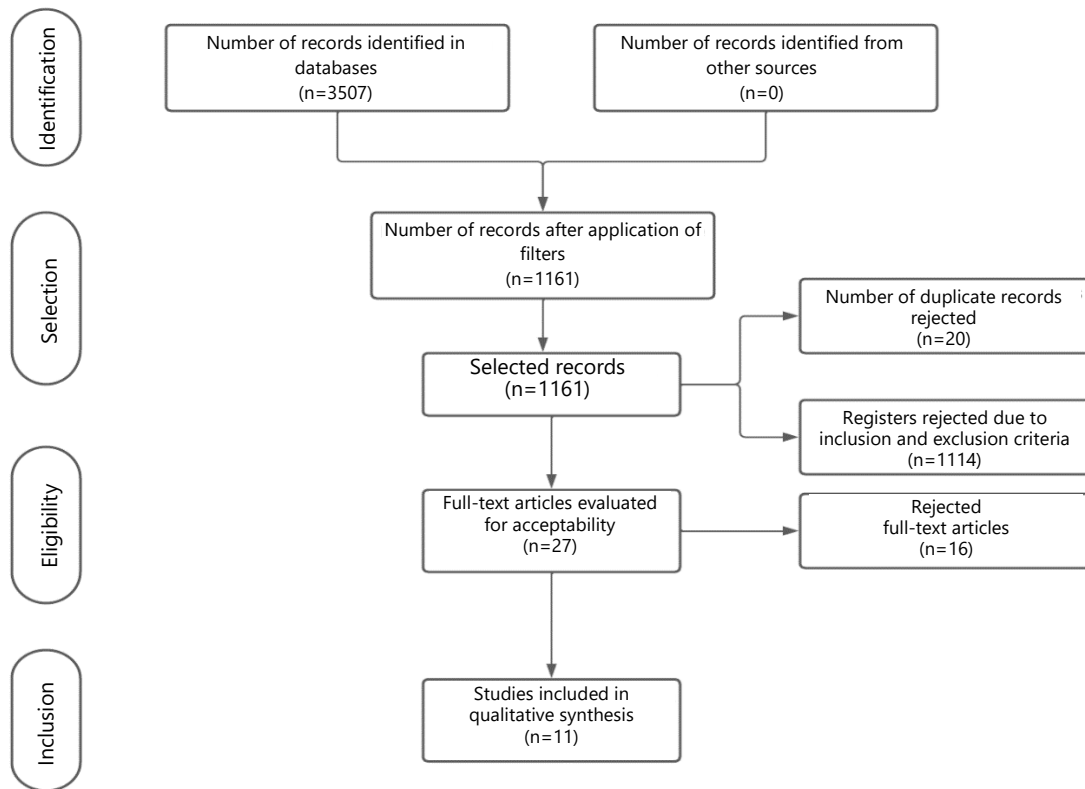 Identification
Number of records identified in
databases
(n=3507)
Number of records identified from
other sources
(n=0)
Selection
Number of records after application of
filters
(n=1161)
Number of duplicate records
rejected
(n=20)
Selected records
(n=1161)
Registers rejected due to
inclusion and exclusion criteria
(n=1114)
Eligibility
Full-text articles evaluated
for acceptability
(n=27)
Rejected
full-text articles
(n=16)
Inclusion
Studies included in
qualitative synthesis
(n=11)